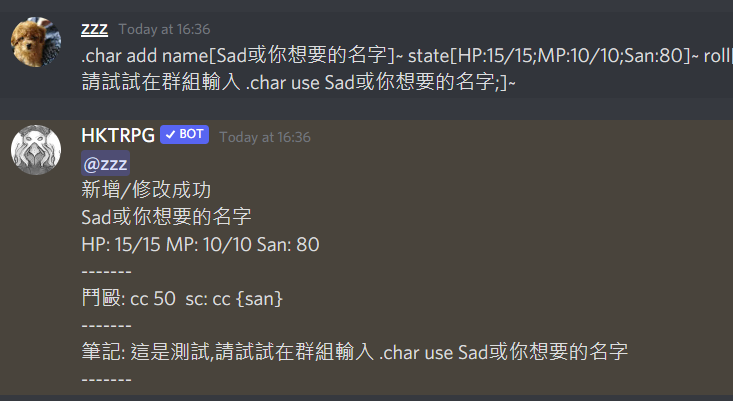 zzz Today at 16:36
.char add name[Sad或你想要的名字]~ state[HP:15/15;MP:10/10;San:80]~ roll[
請試試在群組輸入 .char use Sad或你想要的名字;]~
HKTRPG BOT Today at 16:36
@zzz
新增/修改成功
Sad或你想要的名字
HP: 15/15 MP: 10/10 San: 80
-------
鬥毆: cc 50 sc: cc {san}
-------
筆記: 這是測試,請試試在群組輸入 .char use Sad或你想要的名字
-------